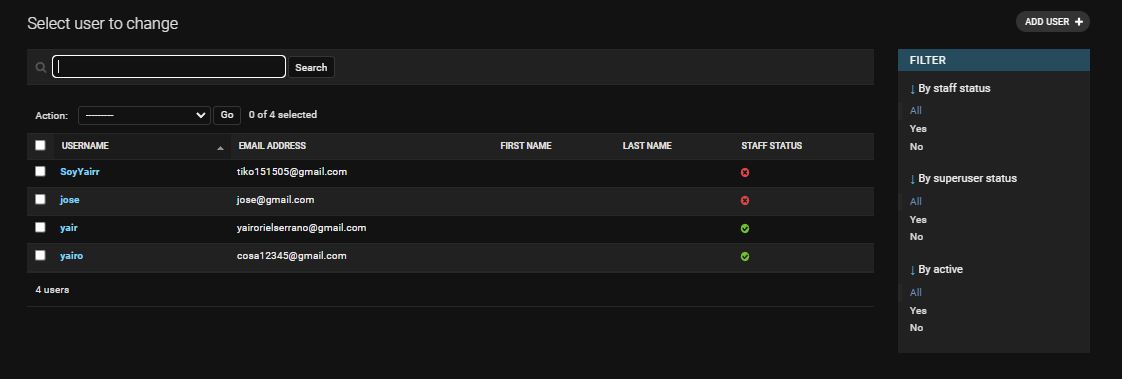 Select user to change
ADD USER +
Search
Action: --------- Go 0 of 4 selected
USERNAME EMAIL ADDRESS FIRST NAME LAST NAME STAFF STATUS
SoyYairr tiko151505@gmail.com
jose jose@gmail.com
yair yairorielserrano@gmail.com
yairo cosa12345@gmail.com
4 users
FILTER
↓ By staff status
All
Yes
No
↓ By superuser status
All
Yes
No
↓ By active
All
Yes
No